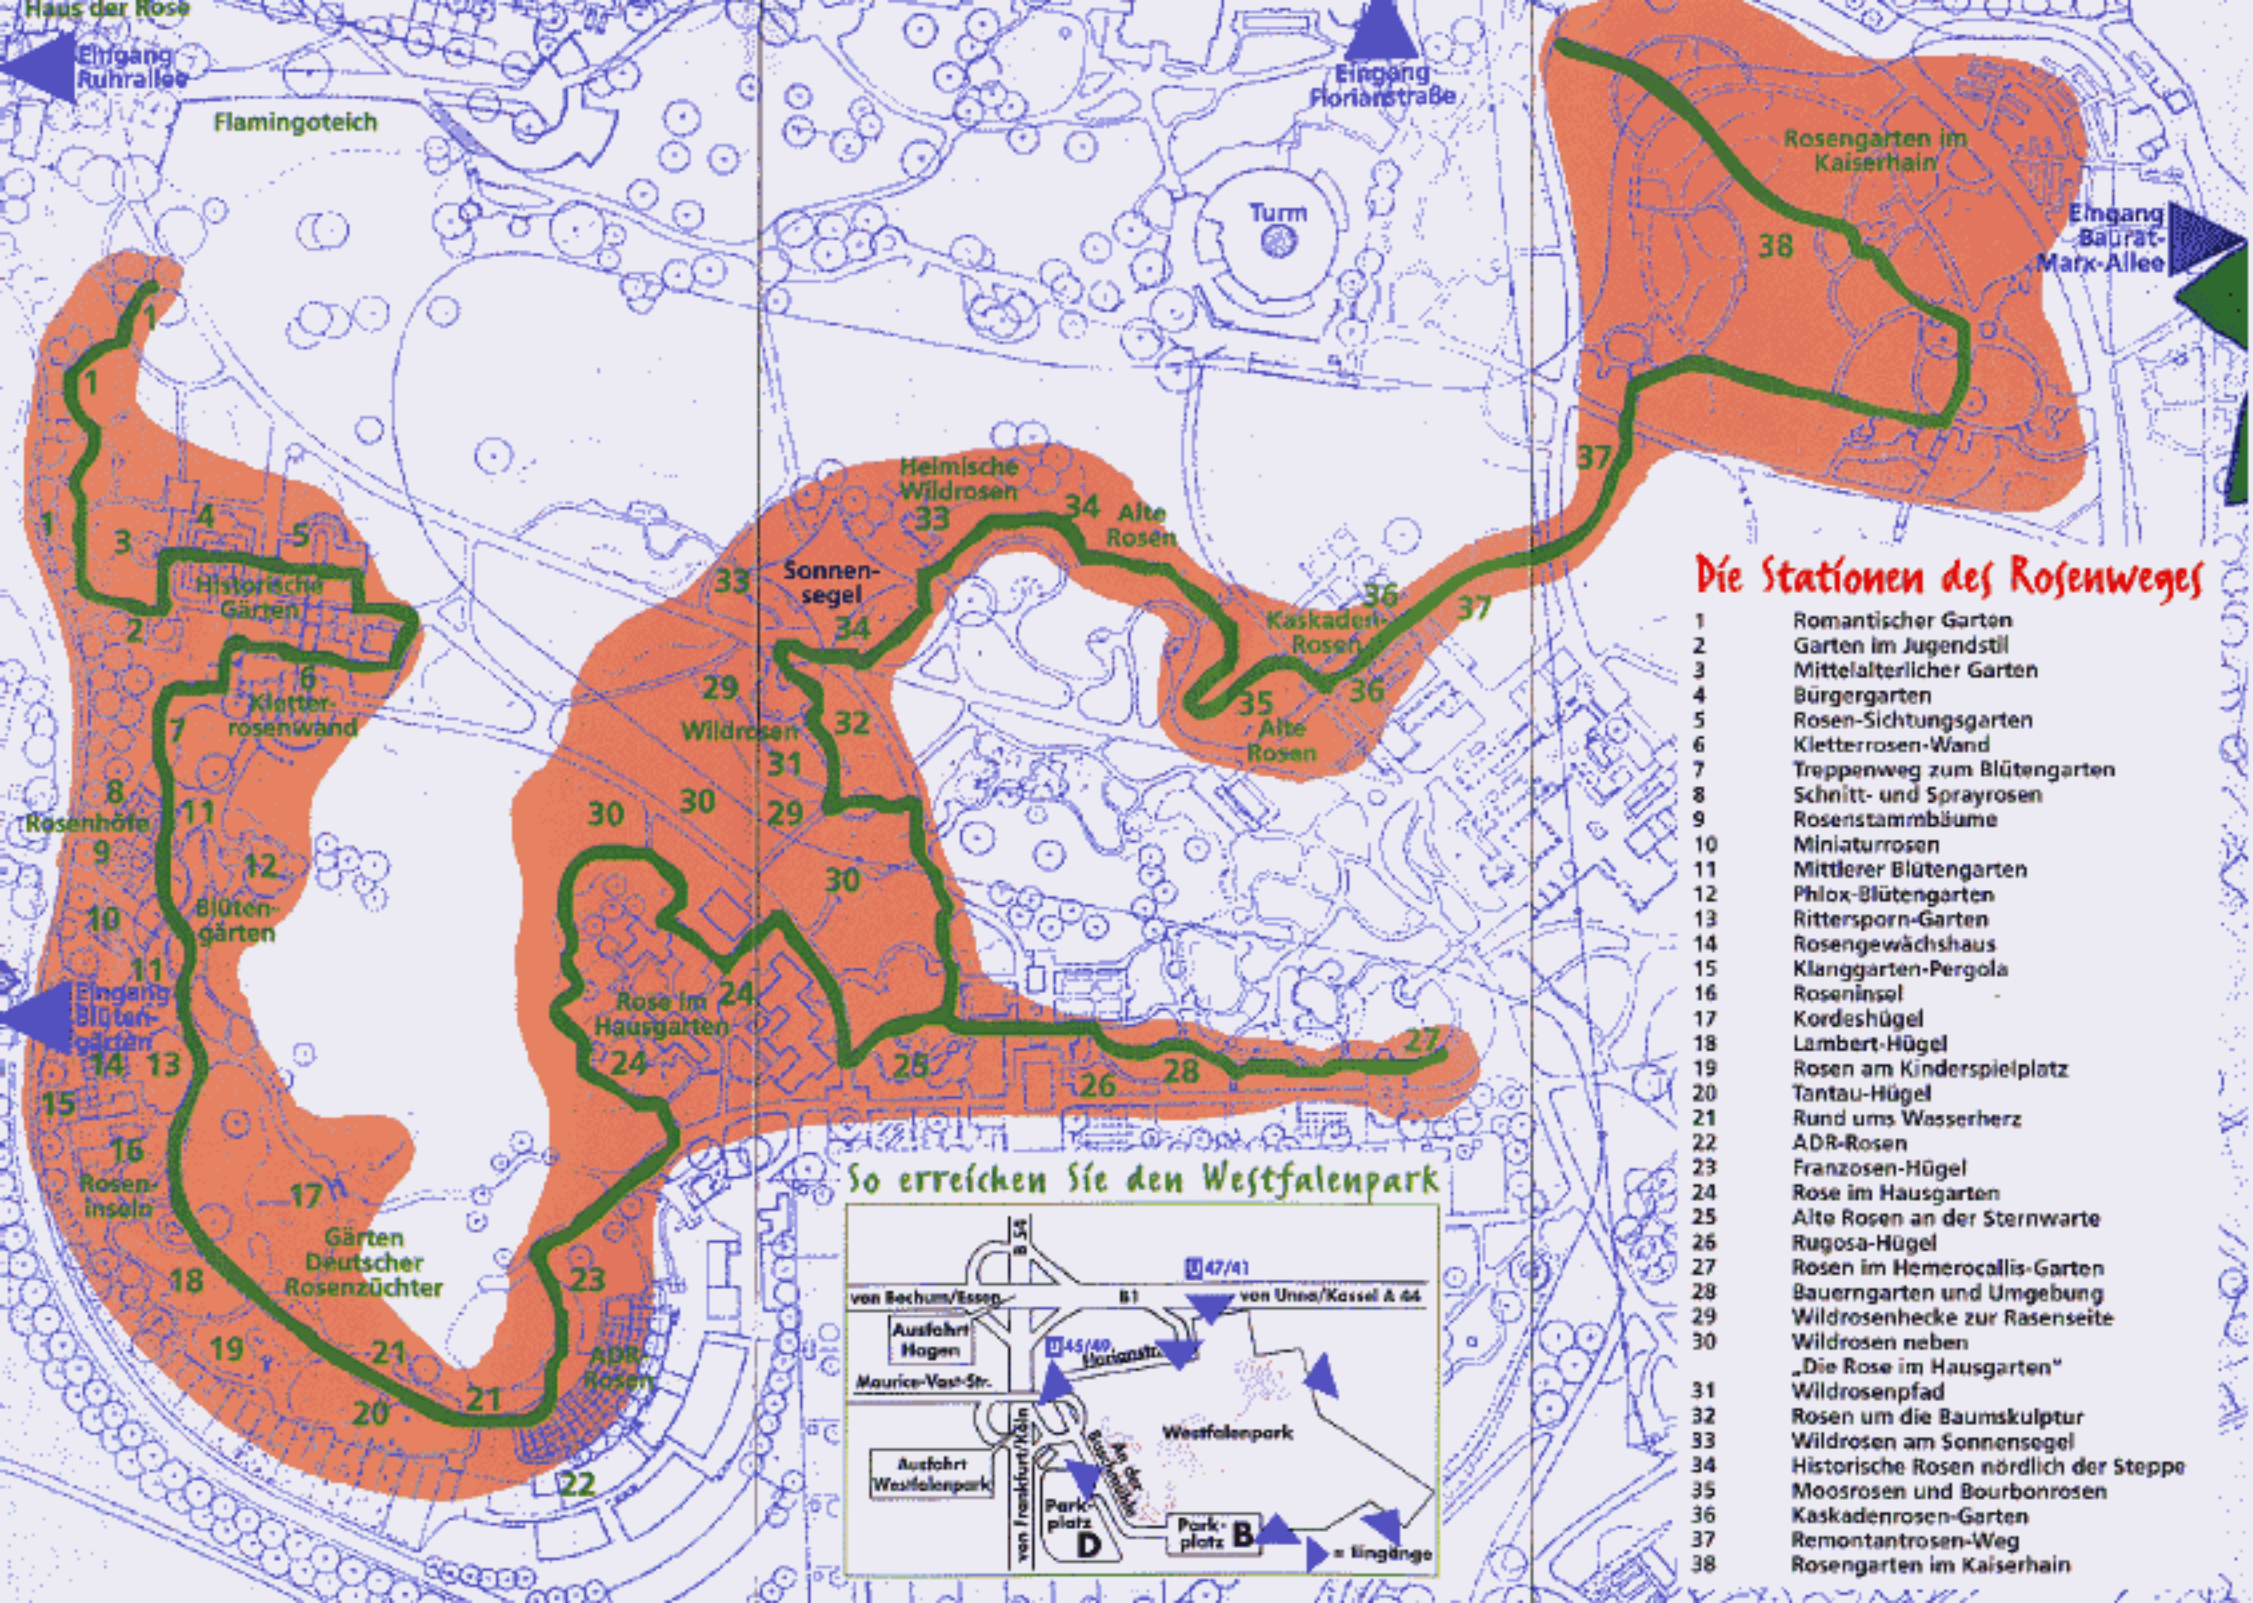 Haus der Rose
Eingang
Ruhrallee
Flamingoteich
Eingang
Florianstraße
Turm
Rosengarten im
Kaiserhain
38
Eingang
Baurat-
Marx-Allee
1
1
1
3
4
5
Historische
Gärten
2
6
Kletter-
rosenwand
7
8
11
Rosenhöfe
9
12
10
Blüten-
gärten
11
Eingang
Blüten-
gärten
14
13
15
16
Rosen-
inseln
17
Gärten
Deutscher
Rosenzüchter
18
19
21
20
21
22
ADR-
Rosen
23
Heimische
Wildrosen
33
34
Alte
Rosen
33
Sonnen-
segel
34
29
Wildrosen
32
31
30
30
29
30
Rose im
Hausgarten
24
24
25
26
28
27
35
Alte
Rosen
Kaskaden-
Rosen
36
36
37
37
So erreichen Sie den Westfalenpark
B 54
U 47/41
von Bochum/Essen
B1
von Unna/Kassel A 44
Ausfahrt
Hagen
U 45/49
Florianstr.
Maurice-Vast-Str.
Westfalenpark
von Frankfurt/Köln
An der
Buschmühle
Ausfahrt
Westfalenpark
Park-
platz
D
Park-
platz B
= Eingänge
Die Stationen des Rosenweges
1 Romantischer Garten
2 Garten im Jugendstil
3 Mittelalterlicher Garten
4 Bürgergarten
5 Rosen-Sichtungsgarten
6 Kletterrosen-Wand
7 Treppenweg zum Blütengarten
8 Schnitt- und Sprayrosen
9 Rosenstammbäume
10 Miniaturrosen
11 Mittlerer Blütengarten
12 Phlox-Blütengarten
13 Rittersporn-Garten
14 Rosengewächshaus
15 Klanggarten-Pergola
16 Roseninsel
17 Kordeshügel
18 Lambert-Hügel
19 Rosen am Kinderspielplatz
20 Tantau-Hügel
21 Rund ums Wasserherz
22 ADR-Rosen
23 Franzosen-Hügel
24 Rose im Hausgarten
25 Alte Rosen an der Sternwarte
26 Rugosa-Hügel
27 Rosen im Hemerocallis-Garten
28 Bauerngarten und Umgebung
29 Wildrosenhecke zur Rasenseite
30 Wildrosen neben
„Die Rose im Hausgarten“
31 Wildrosenpfad
32 Rosen um die Baumskulptur
33 Wildrosen am Sonnensegel
34 Historische Rosen nördlich der Steppe
35 Moosrosen und Bourbonrosen
36 Kaskadenrosen-Garten
37 Remontantrosen-Weg
38 Rosengarten im Kaiserhain